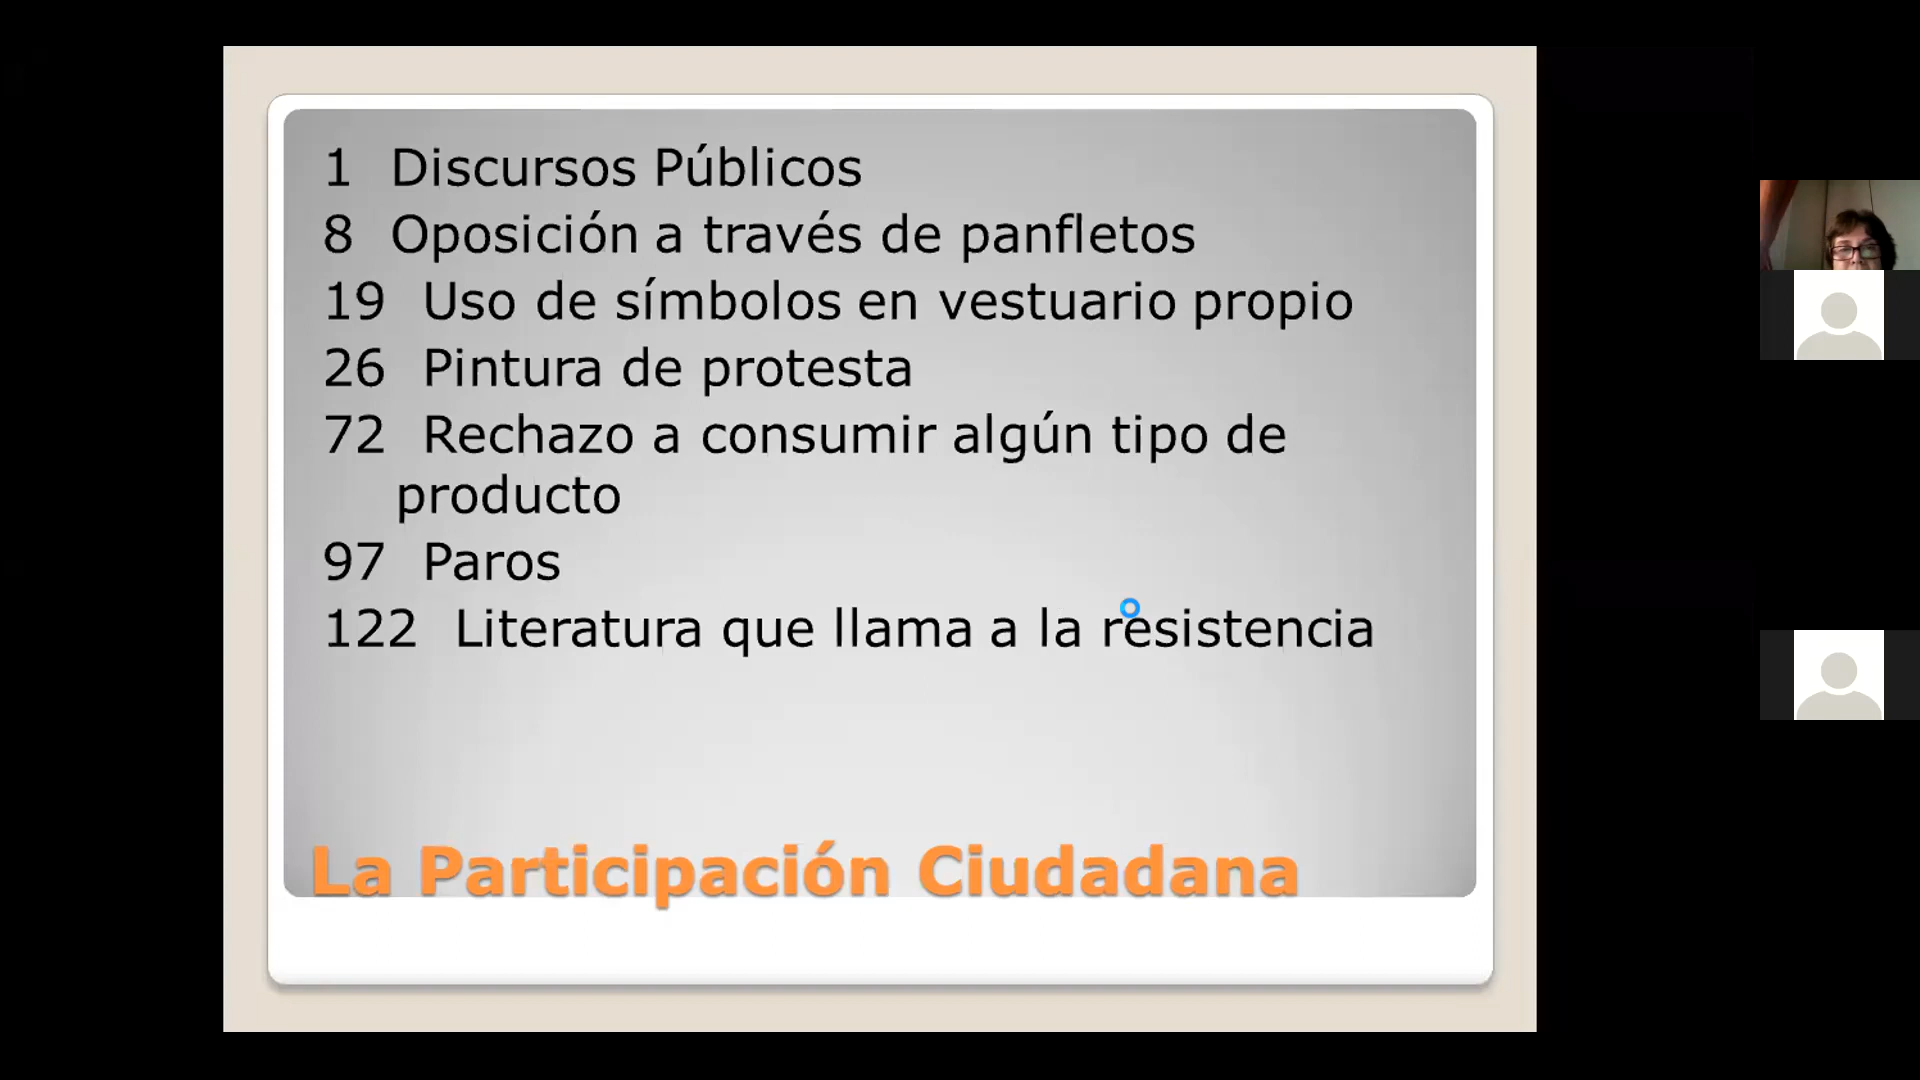 1 Discursos Públicos
8 Oposición a través de panfletos
19 Uso de símbolos en vestuario propio
26 Pintura de protesta
72 Rechazo a consumir algún tipo de
producto
97 Paros
122 Literatura que llama a la resistencia
La Participación Ciudadana